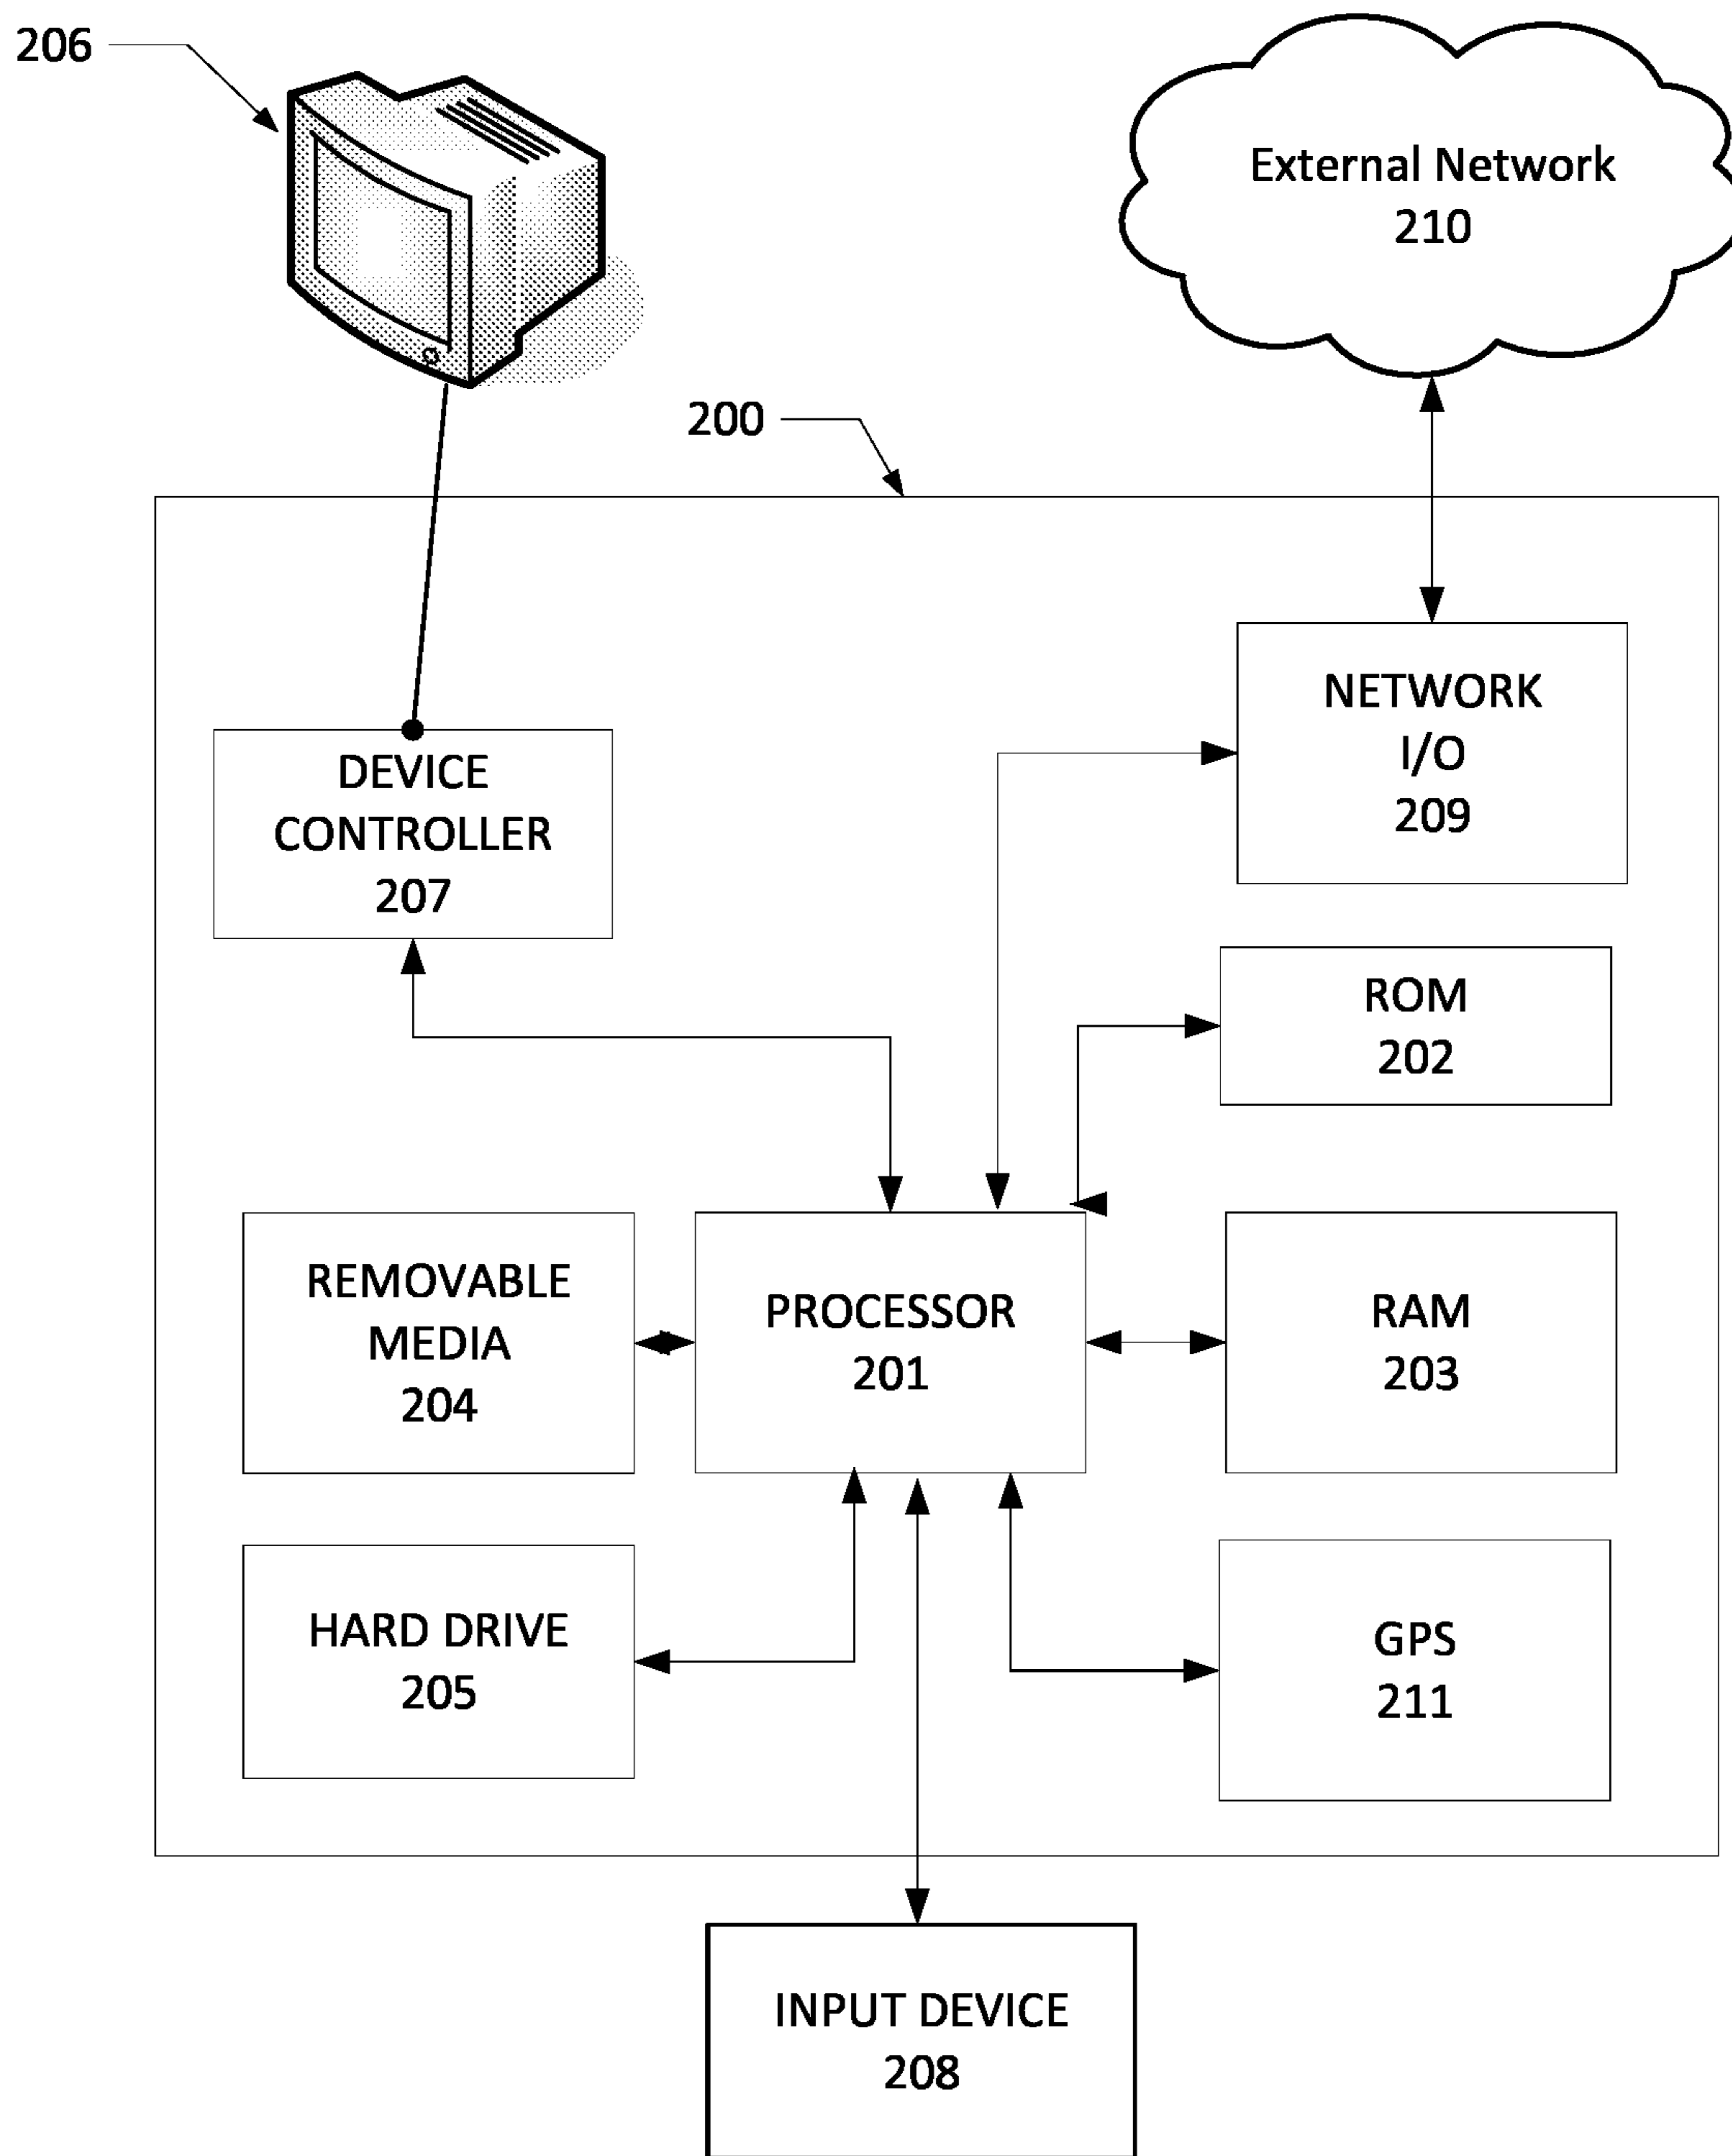 206
External Network
210
200
NETWORK
I/O
209
DEVICE
CONTROLLER
207
ROM
202
REMOVABLE
MEDIA
204
PROCESSOR
201
RAM
203
HARD DRIVE
205
GPS
211
INPUT DEVICE
208